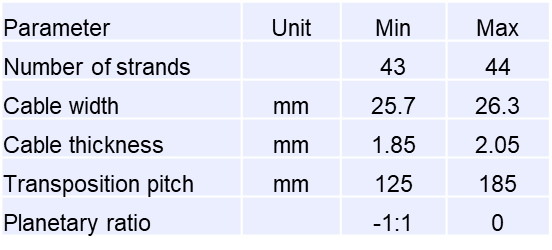 Parameter Unit Min Max
Number of strands 43 44
Cable width mm 25.7 26.3
Cable thickness mm 1.85 2.05
Transposition pitch mm 125 185
Planetary ratio -1:1 0